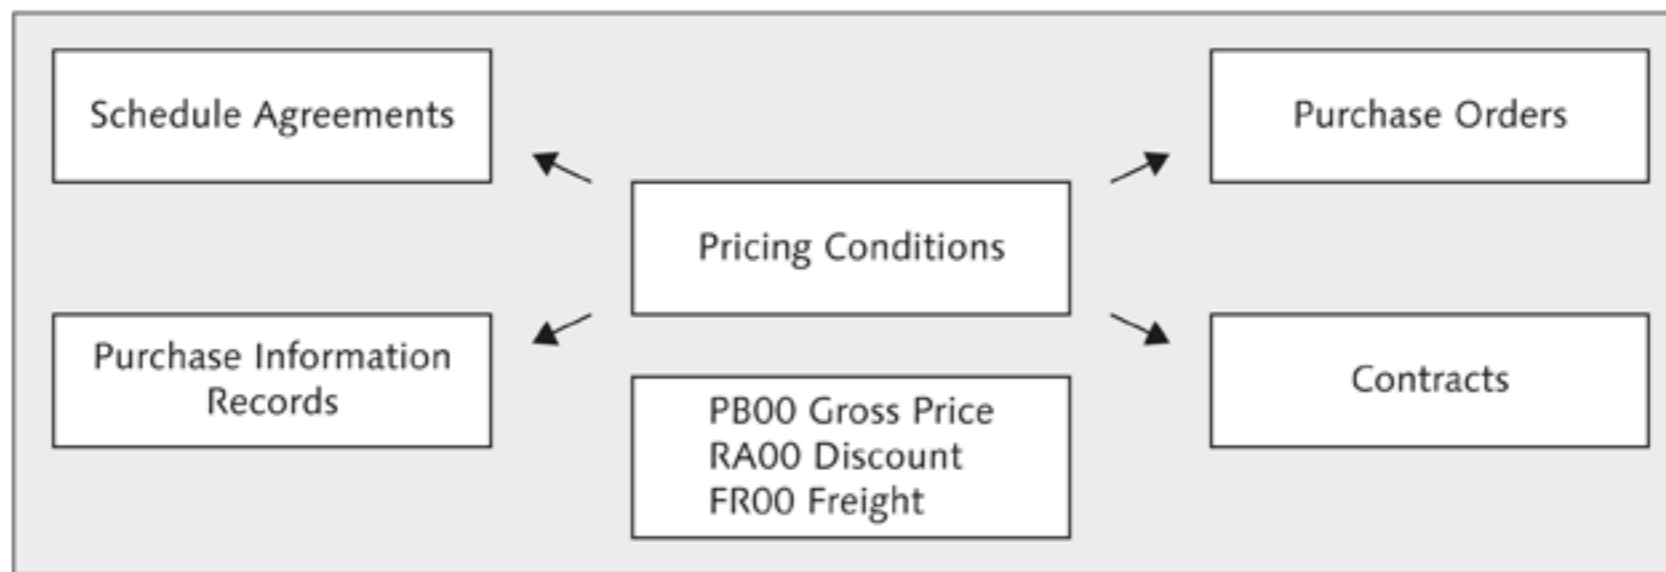 Schedule Agreements
Purchase Orders
Pricing Conditions
Purchase Information
Records
Contracts
PB00 Gross Price
RA00 Discount
FR00 Freight